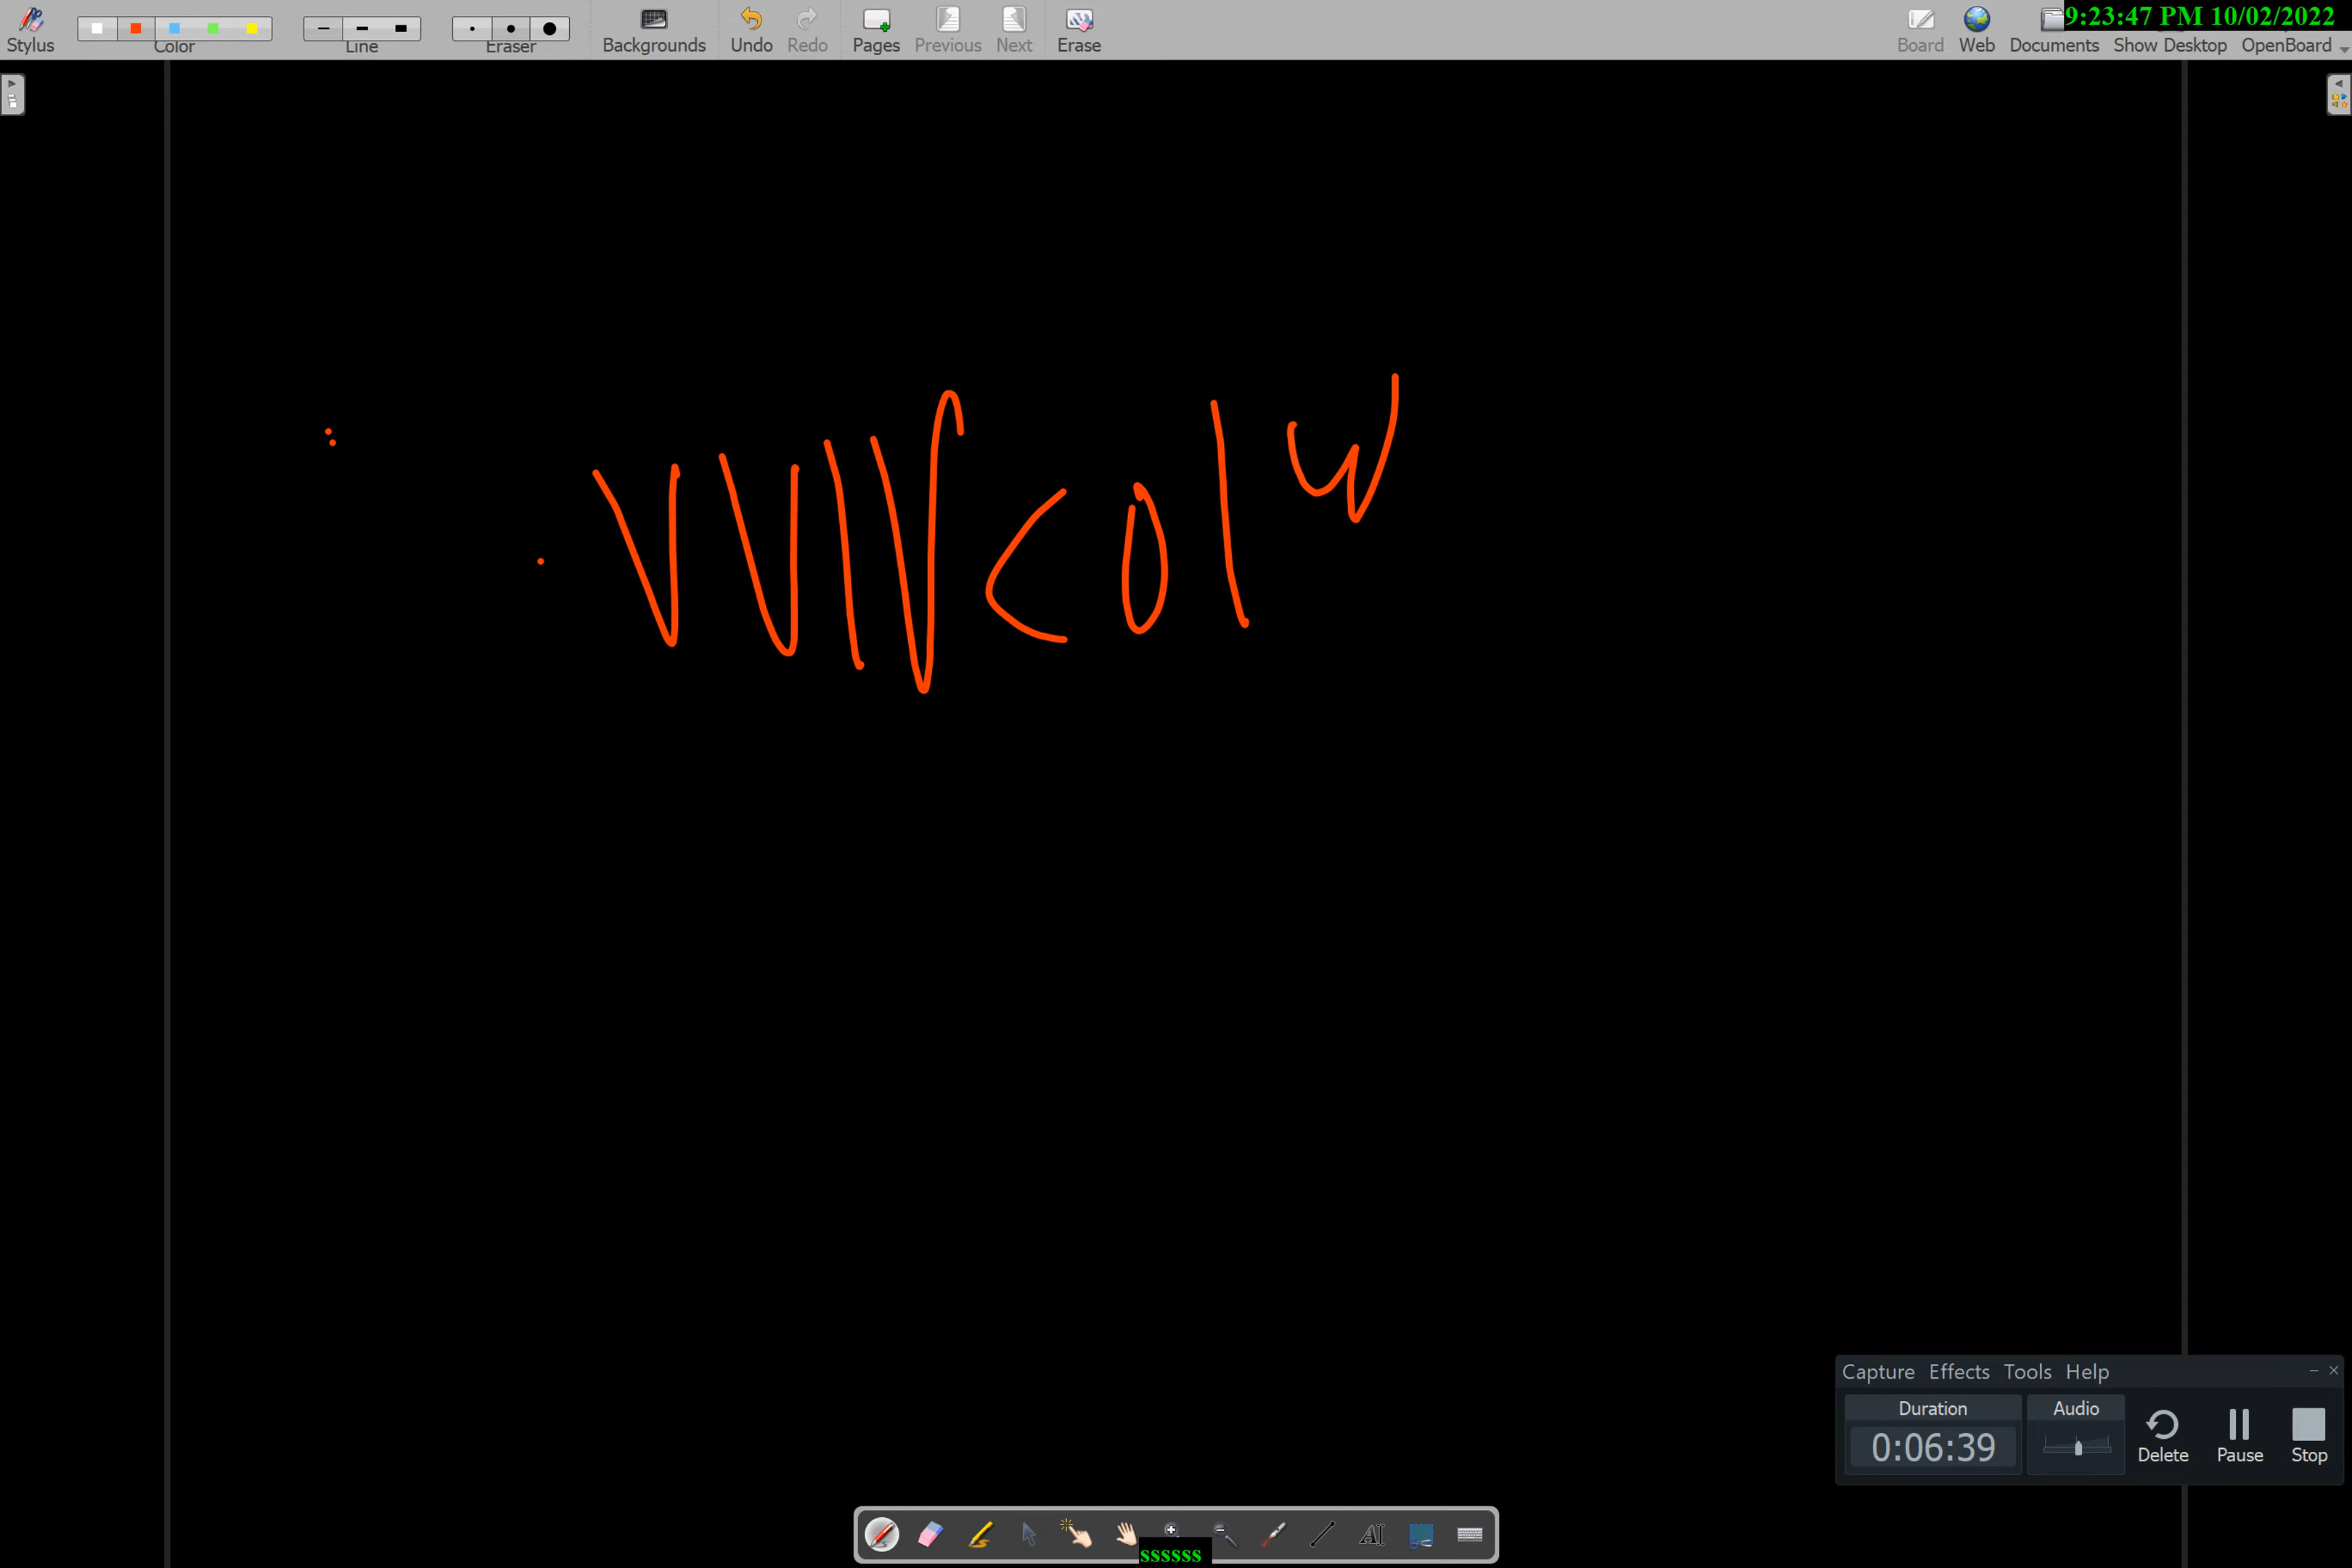 9:23:47 PM 10/02/2022
Stylus Color Line Eraser Backgrounds Undo Redo Pages Previous Next Erase Board Web Documents Show Desktop OpenBoard
Capture Effects Tools Help
Duration Audio
0:06:39
Delete Pause Stop
ssssss